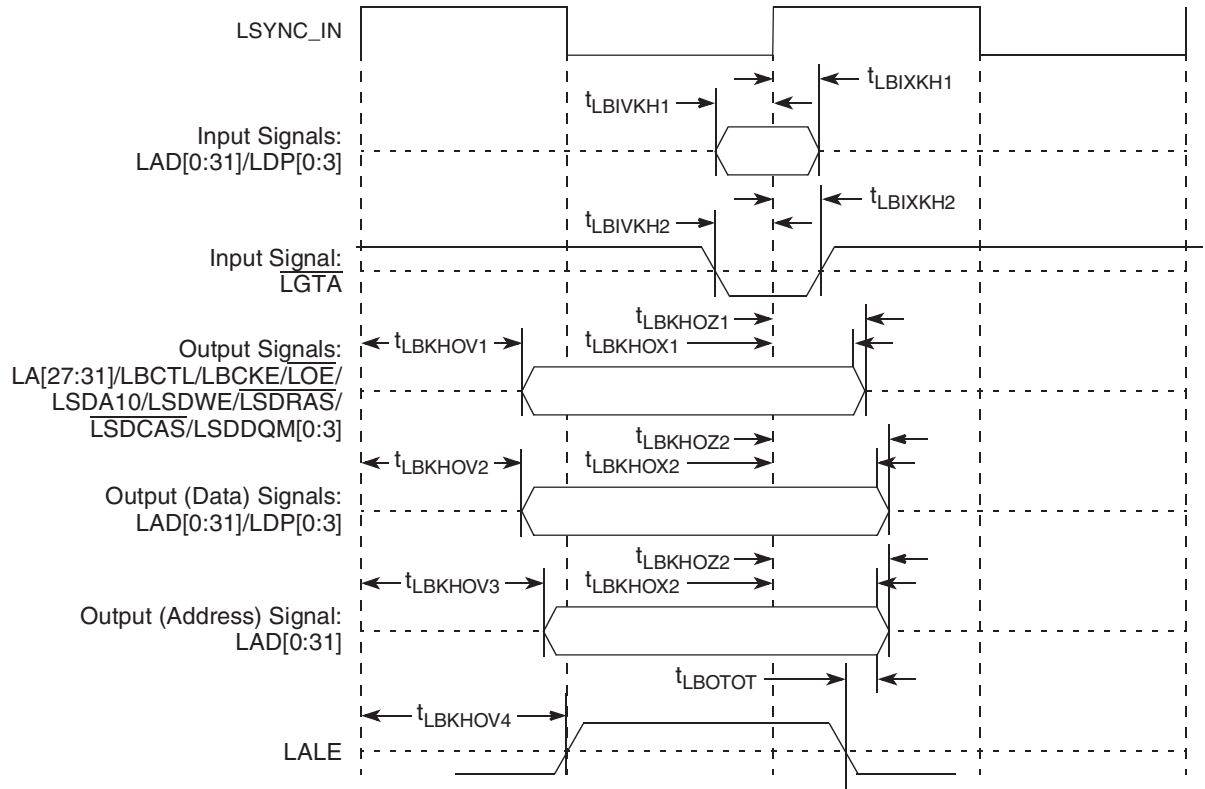 LSYNC_IN
tLBIXKH1
tLBIVKH1
Input Signals:
LAD[0:31]/LDP[0:3]
tLBIXKH2
tLBIVKH2
Input Signal:
LGTA
tLBKHOZ1
tLBKHOV1
tLBKHOX1
Output Signals:
LA[27:31]/LBCTL/LBCKE/LOE/
LSDA10/LSDWE/LSDRAS/
LSDCAS/LSDDQM[0:3]
tLBKHOZ2
tLBKHOV2
tLBKHOX2
Output (Data) Signals:
LAD[0:31]/LDP[0:3]
tLBKHOZ2
tLBKHOV3
tLBKHOX2
Output (Address) Signal:
LAD[0:31]
tLBOTOT
tLBKHOV4
LALE